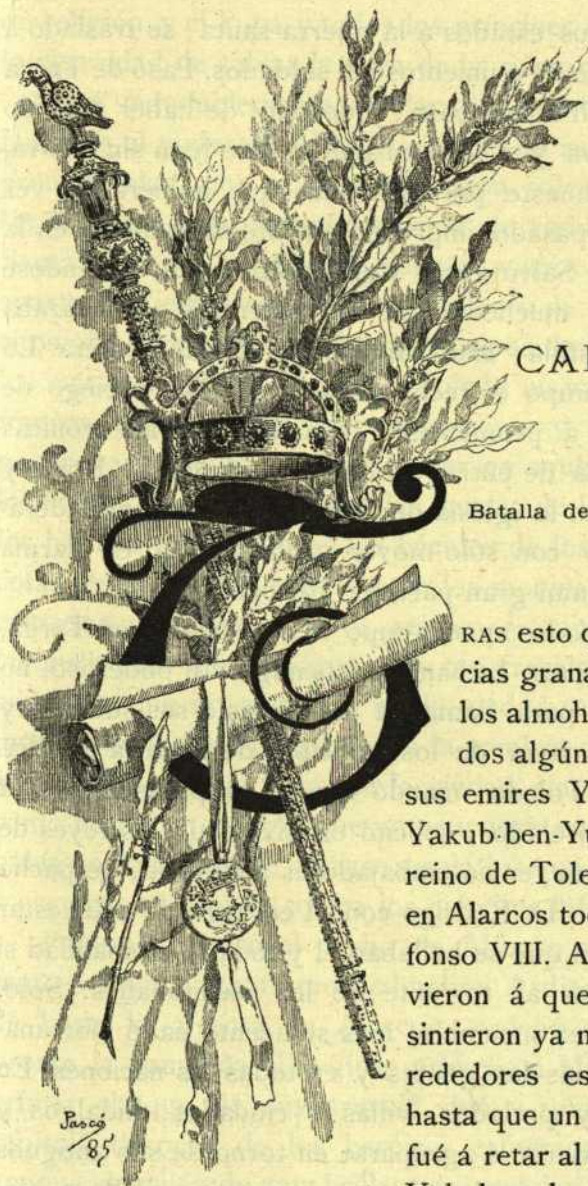 CA
Batalla de
TRAS esto d
cias grana
los almoh
dos algún
sus emires Y
Yakub-ben-Yu
reino de Tole
en Alarcos to
fonso VIII. A
vieron á que
sintieron ya n
rededores es
hasta que un
fué á retar al
Pascó
85